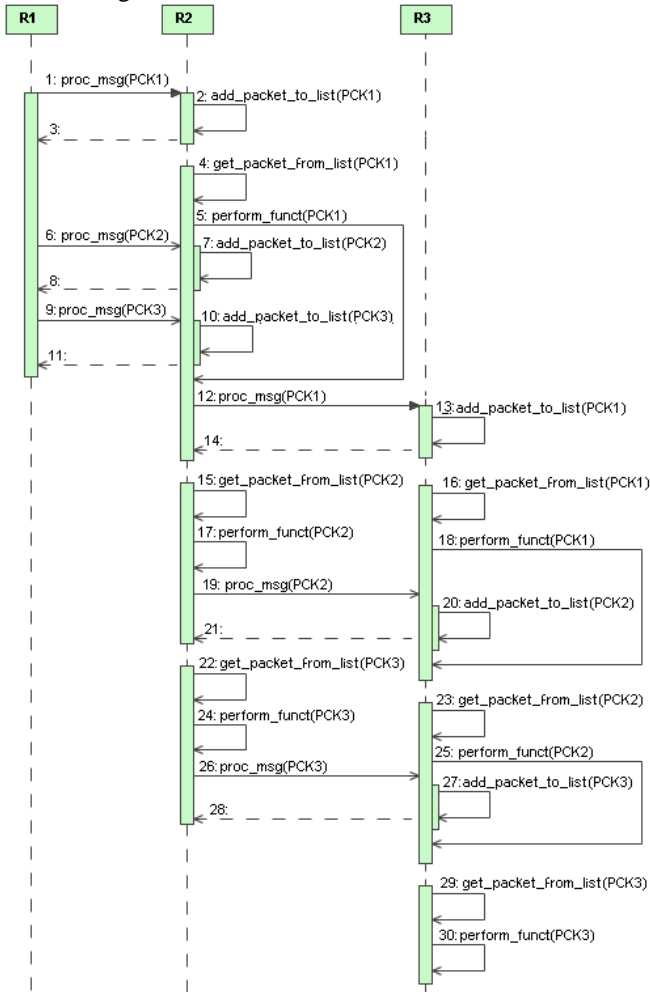 R1
R2
R3
1: proc_msg(PCK1)
2: add_packet_to_list(PCK1)
3:
4: get_packet_from_list(PCK1)
5: perform_funct(PCK1)
6: proc_msg(PCK2)
7: add_packet_to_list(PCK2)
8:
9: proc_msg(PCK3)
10: add_packet_to_list(PCK3)
11:
12: proc_msg(PCK1)
13: add_packet_to_list(PCK1)
14:
15: get_packet_from_list(PCK2)
16: get_packet_from_list(PCK1)
17: perform_funct(PCK2)
18: perform_funct(PCK1)
19: proc_msg(PCK2)
20: add_packet_to_list(PCK2)
21:
22: get_packet_from_list(PCK3)
23: get_packet_from_list(PCK2)
24: perform_funct(PCK3)
25: perform_funct(PCK2)
26: proc_msg(PCK3)
27: add_packet_to_list(PCK3)
28:
29: get_packet_from_list(PCK3)
30: perform_funct(PCK3)